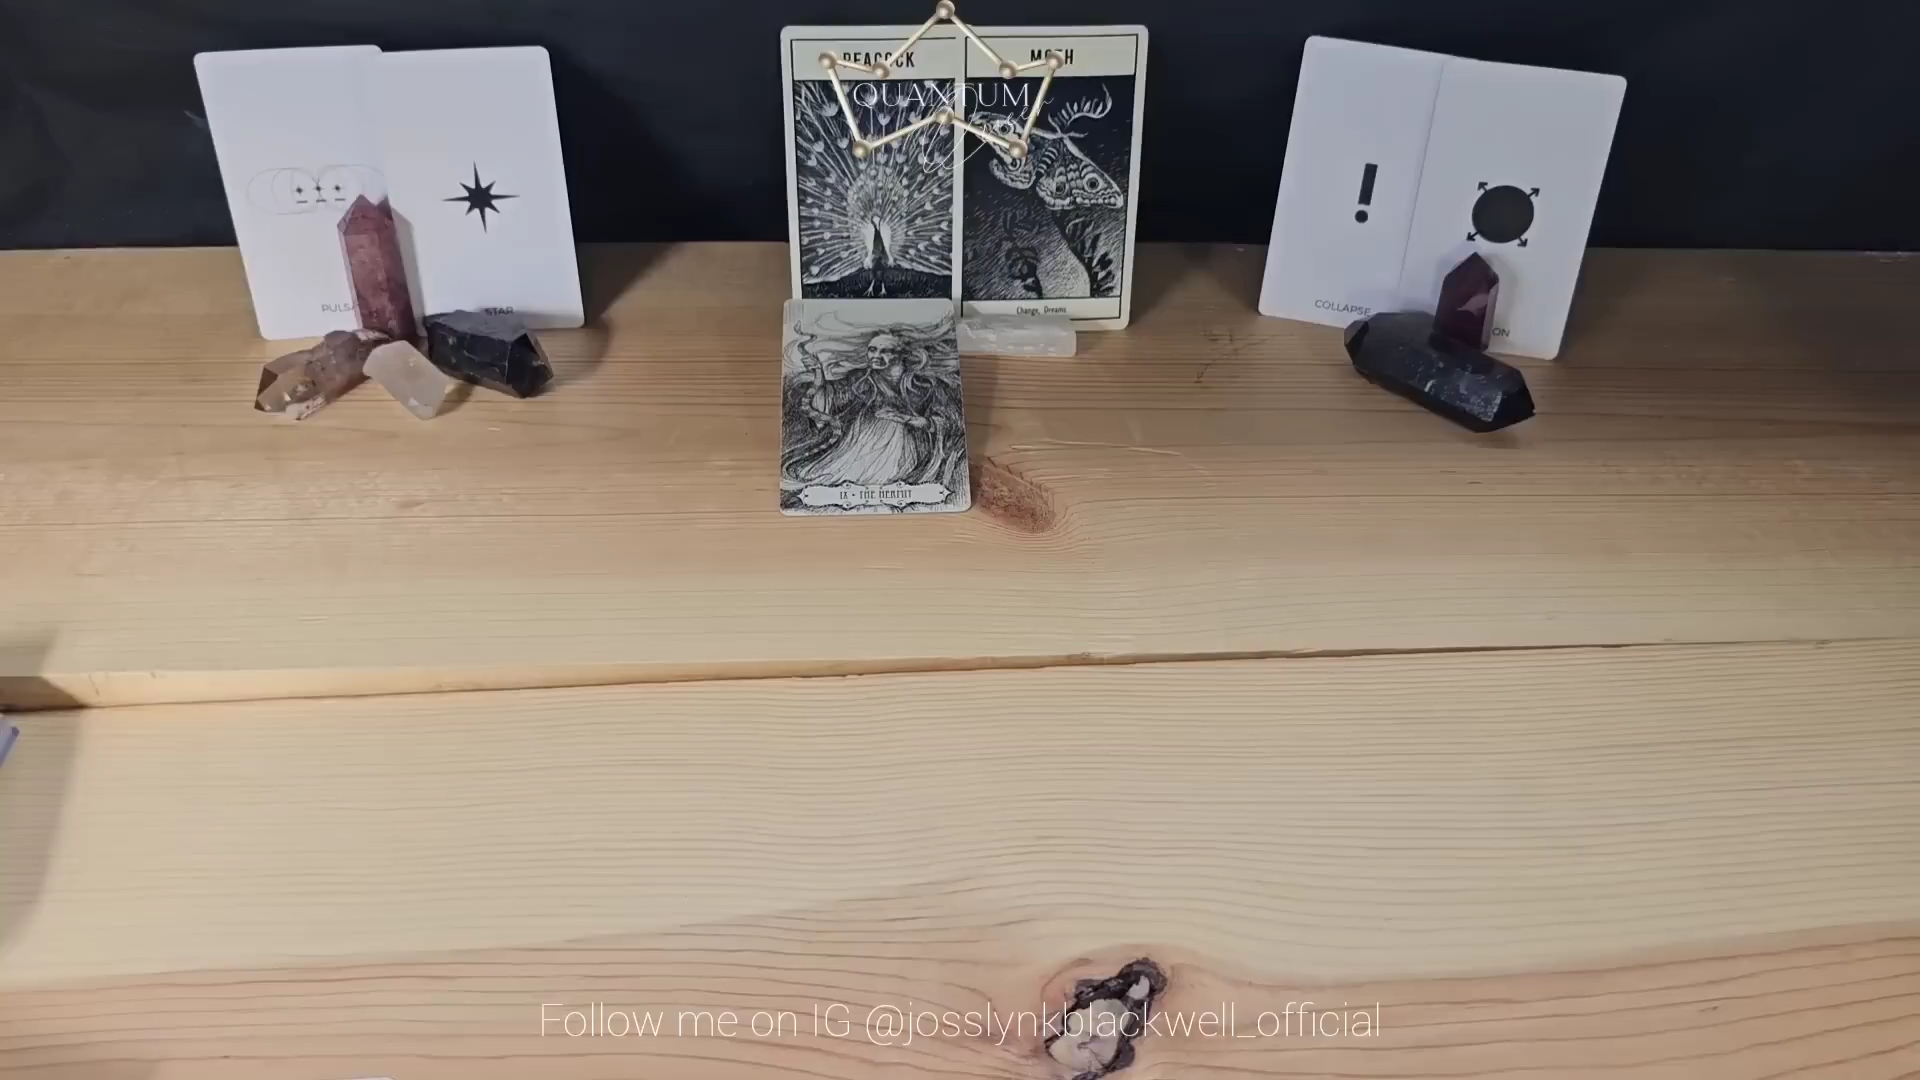 PEACOCK
MOTH
QUANTUM
Change, Dreams
STAR
COLLAPSE
IX • THE HERMIT
Follow me on IG @josslynkblackwell_official